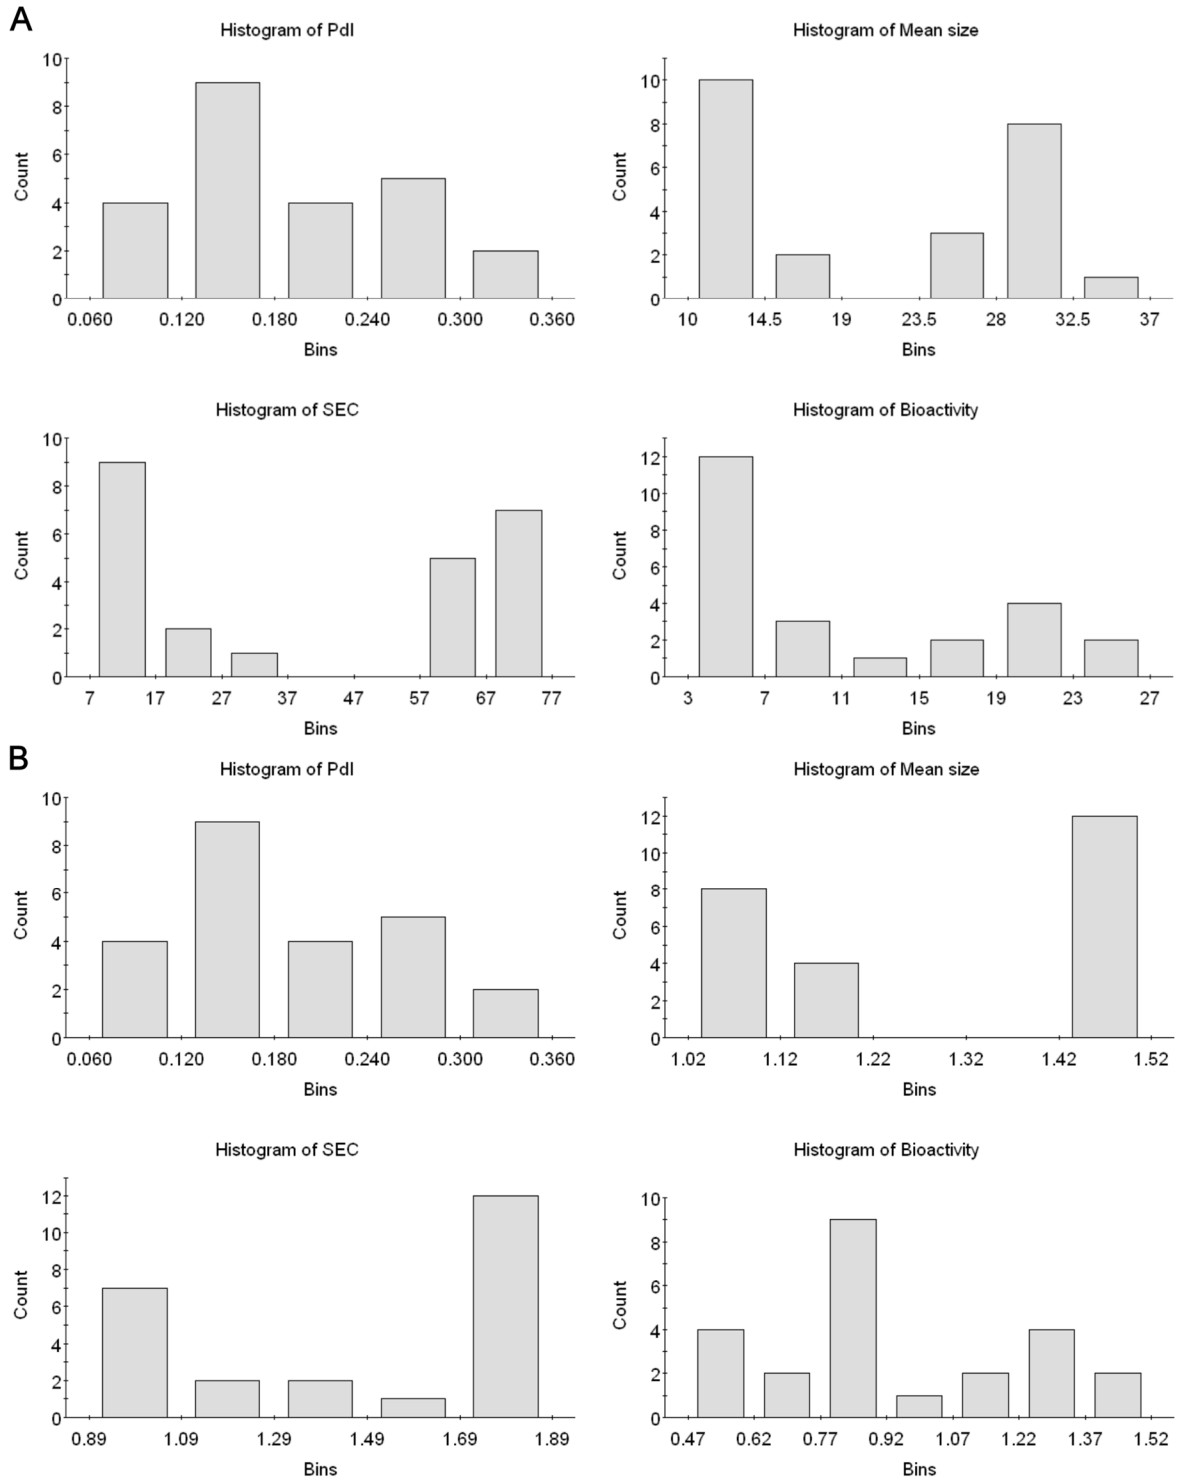 A
Histogram of PdI
10
8
6
4
2
0
Count
0.060 0.120 0.180 0.240 0.300 0.360
Bins
Histogram of Mean size
10
8
6
4
2
0
Count
10 14.5 19 23.5 28 32.5 37
Bins
Histogram of SEC
10
8
6
4
2
0
Count
7 17 27 37 47 57 67 77
Bins
Histogram of Bioactivity
12
10
8
6
4
2
0
Count
3 7 11 15 19 23 27
Bins
B
Histogram of PdI
10
8
6
4
2
0
Count
0.060 0.120 0.180 0.240 0.300 0.360
Bins
Histogram of Mean size
12
10
8
6
4
2
0
Count
1.02 1.12 1.22 1.32 1.42 1.52
Bins
Histogram of SEC
12
10
8
6
4
2
0
Count
0.89 1.09 1.29 1.49 1.69 1.89
Bins
Histogram of Bioactivity
10
8
6
4
2
0
Count
0.47 0.62 0.77 0.92 1.07 1.22 1.37 1.52
Bins